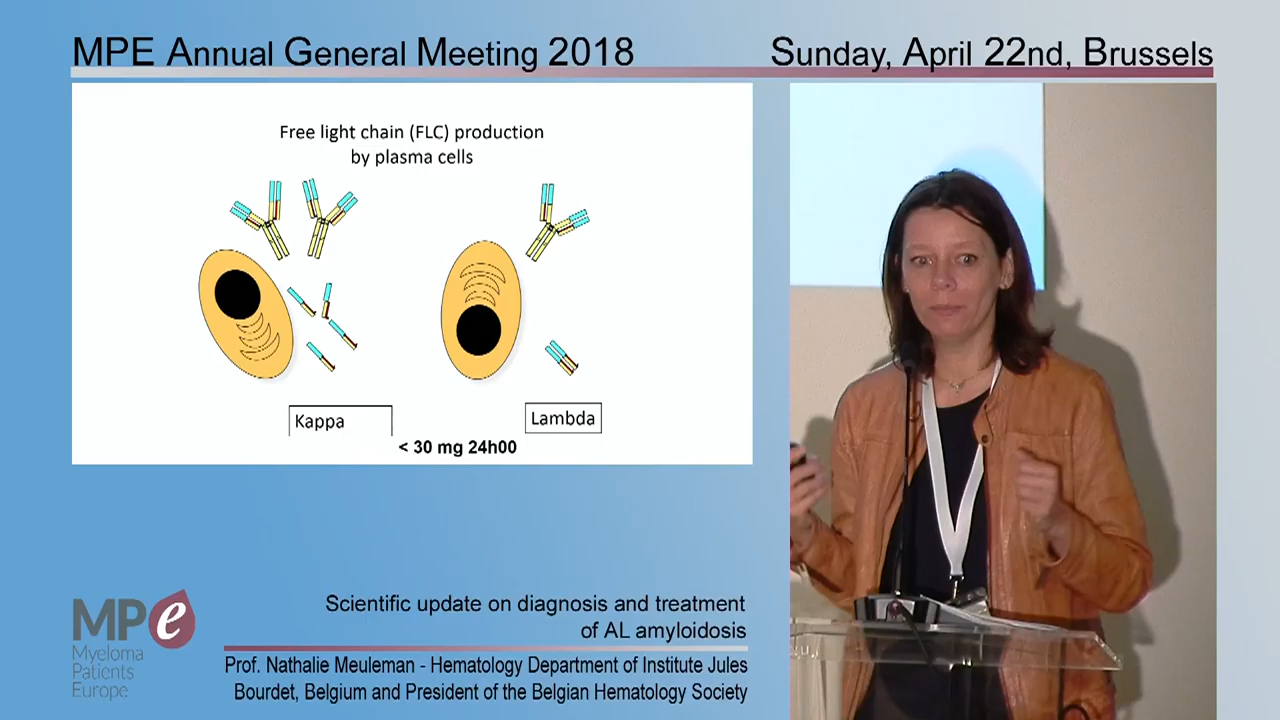 MPE Annual General Meeting 2018
Sunday, April 22nd, Brussels
Free light chain (FLC) production
by plasma cells
Kappa
Lambda
< 30 mg 24h00
MPe
Myeloma
Patients
Europe
Scientific update on diagnosis and treatment
of AL amyloidosis
Prof. Nathalie Meuleman - Hematology Department of Institute Jules
Bourdet, Belgium and President of the Belgian Hematology Society